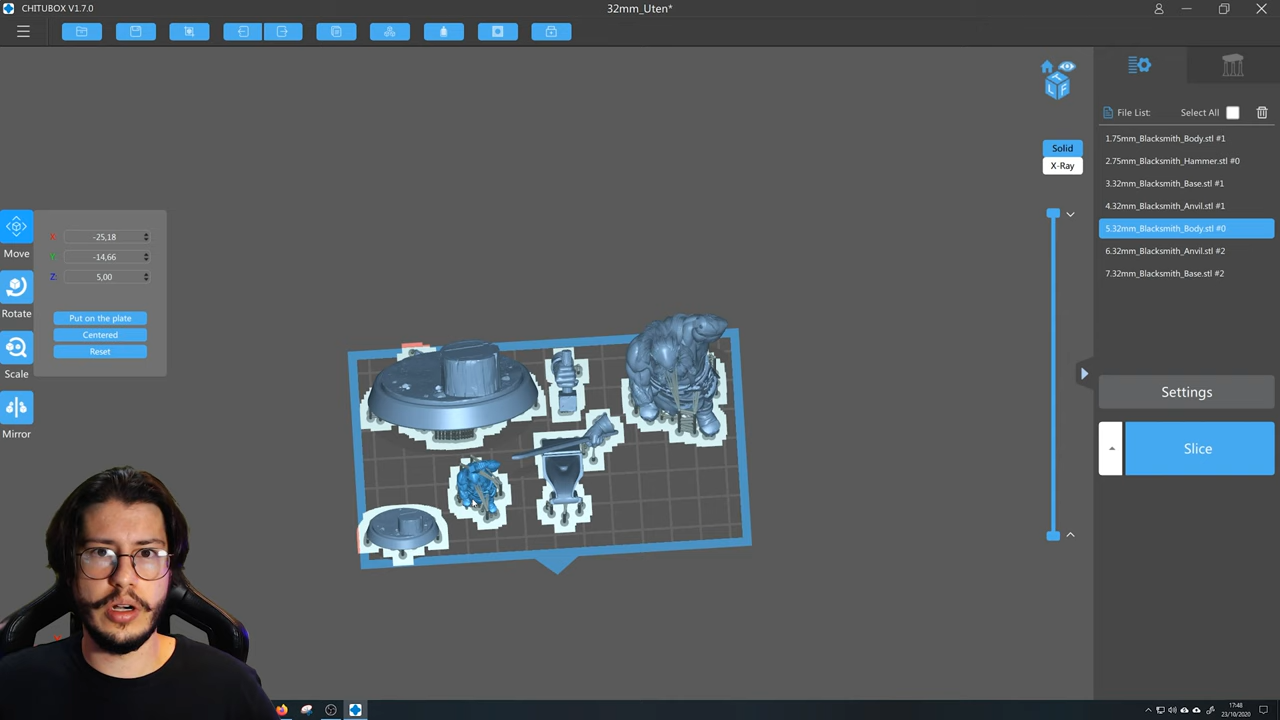 CHITUBOX V1.7.0
32mm_Uten*
File List:
Select All
1.75mm_Blacksmith_Body.stl #1
2.75mm_Blacksmith_Hammer.stl #0
3.32mm_Blacksmith_Base.stl #1
4.32mm_Blacksmith_Anvil.stl #1
5.32mm_Blacksmith_Body.stl #0
6.32mm_Blacksmith_Anvil.stl #2
7.32mm_Blacksmith_Base.stl #2
Solid
X-Ray
Move
X: -25,18
Y: -14,66
Z: 5,00
Put on the plate
Centered
Reset
Rotate
Scale
Mirror
T
L F
Settings
Slice
17:48
23/10/2020